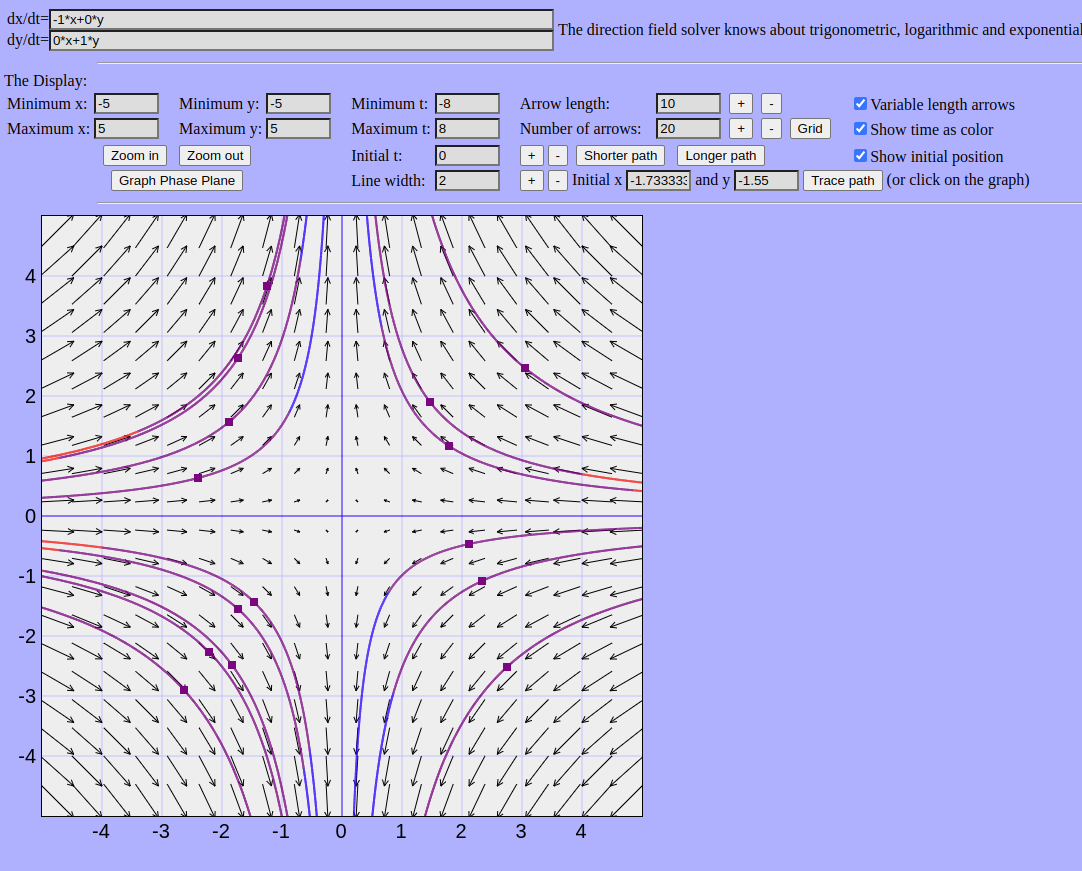 dx/dt= -1*x+0*y
The direction field solver knows about trigonometric, logarithmic and exponential
dy/dt= 0*x+1*y
The Display:
Minimum x: -5 Minimum y: -5 Minimum t: -8 Arrow length: 10 + - Variable length arrows
Maximum x: 5 Maximum y: 5 Maximum t: 8 Number of arrows: 20 + - Grid Show time as color
Zoom in Zoom out Initial t: 0 + - Shorter path Longer path Show initial position
Graph Phase Plane Line width: 2 + - Initial x -1.733333 and y -1.55 Trace path (or click on the graph)
4
3
2
1
0
-1
-2
-3
-4
-4 -3 -2 -1 0 1 2 3 4